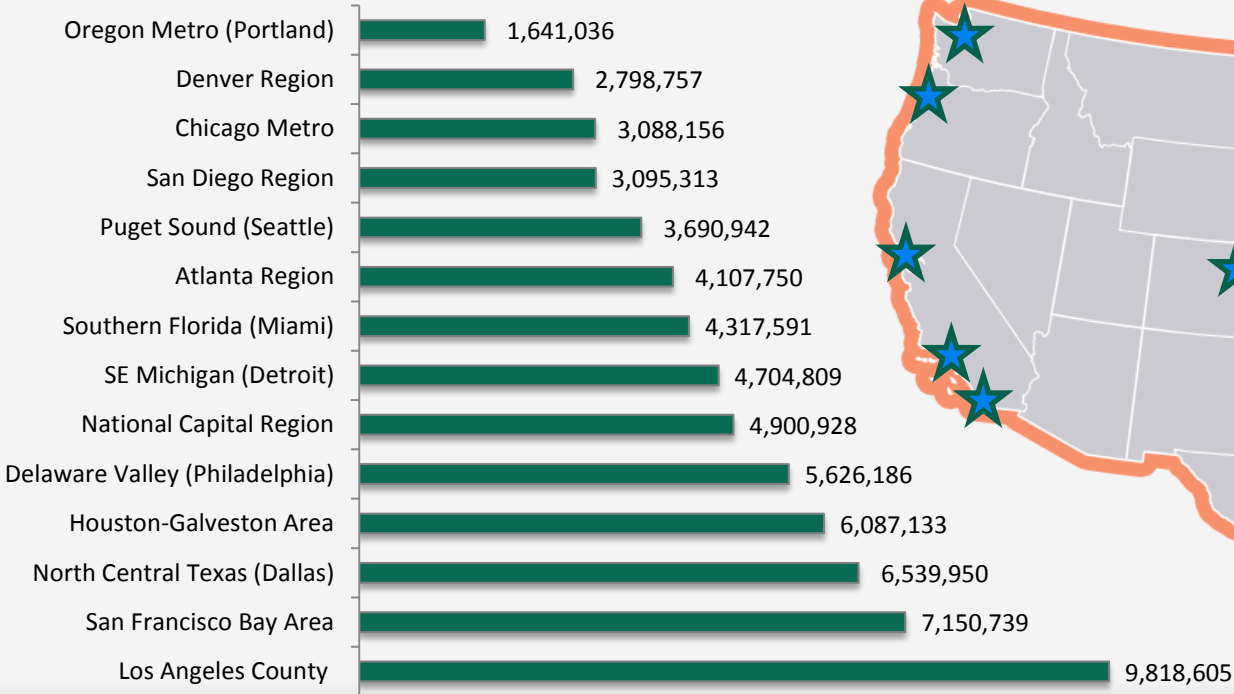 Oregon Metro (Portland) 1,641,036
Denver Region 2,798,757
Chicago Metro 3,088,156
San Diego Region 3,095,313
Puget Sound (Seattle) 3,690,942
Atlanta Region 4,107,750
Southern Florida (Miami) 4,317,591
SE Michigan (Detroit) 4,704,809
National Capital Region 4,900,928
Delaware Valley (Philadelphia) 5,626,186
Houston-Galveston Area 6,087,133
North Central Texas (Dallas) 6,539,950
San Francisco Bay Area 7,150,739
Los Angeles County 9,818,605